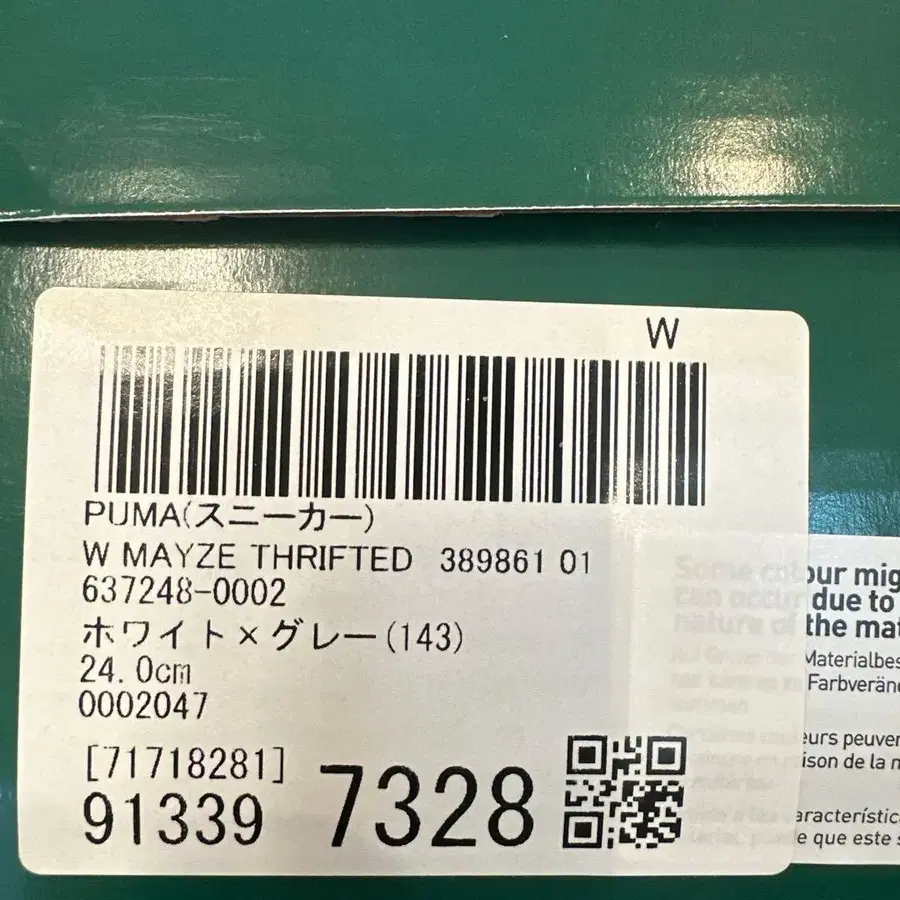 W
PUMA(スニーカー)
W MAYZE THRIFTED 389861 01
637248-0002
ホワイト×グレー(143)
24.0cm
0002047
[71718281]
91339 7328
Some colour mig
can occur due to
nature of the mat
Materialbes
Farbverän
eurs peuver
ison de la n
aracterístic
e que este s